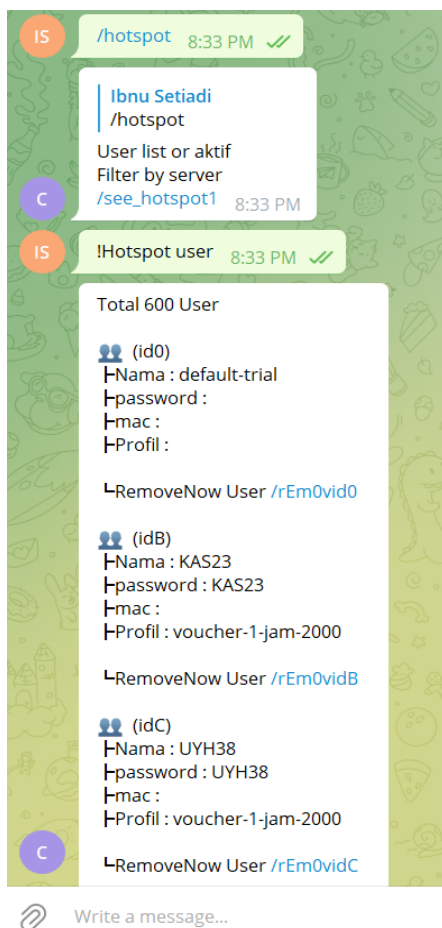 IS
/hotspot
8:33 PM
Ibnu Setiadi
/hotspot
User list or aktif
Filter by server
/see_hotspot1
8:33 PM
C
IS
!Hotspot user
8:33 PM
Total 600 User
(id0)
┣Nama : default-trial
┣password :
┣mac :
┣Profil :
┗RemoveNow User /rEm0vid0
(idB)
┣Nama : KAS23
┣password : KAS23
┣mac :
┣Profil : voucher-1-jam-2000
┗RemoveNow User /rEm0vidB
(idC)
┣Nama : UYH38
┣password : UYH38
┣mac :
┣Profil : voucher-1-jam-2000
┗RemoveNow User /rEm0vidC
C
Write a message...